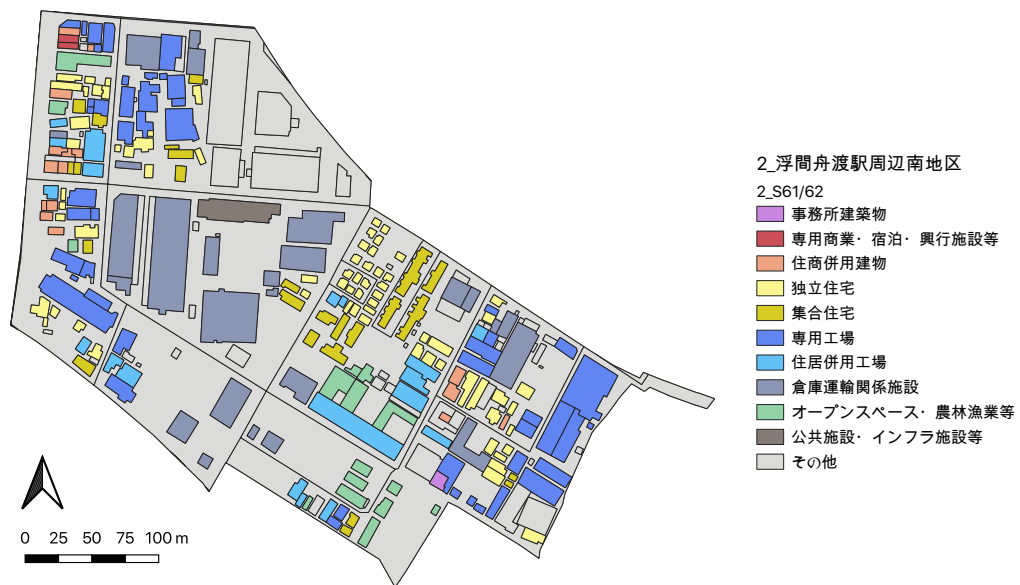 2_浮間舟渡駅周辺南地区
2_S61/62
事務所建築物
専用商業・宿泊・興行施設等
住商併用建物
独立住宅
集合住宅
専用工場
住居併用工場
倉庫運輸関係施設
オープンスペース・農林漁業等
公共施設・インフラ施設等
その他
0 25 50 75 100 m